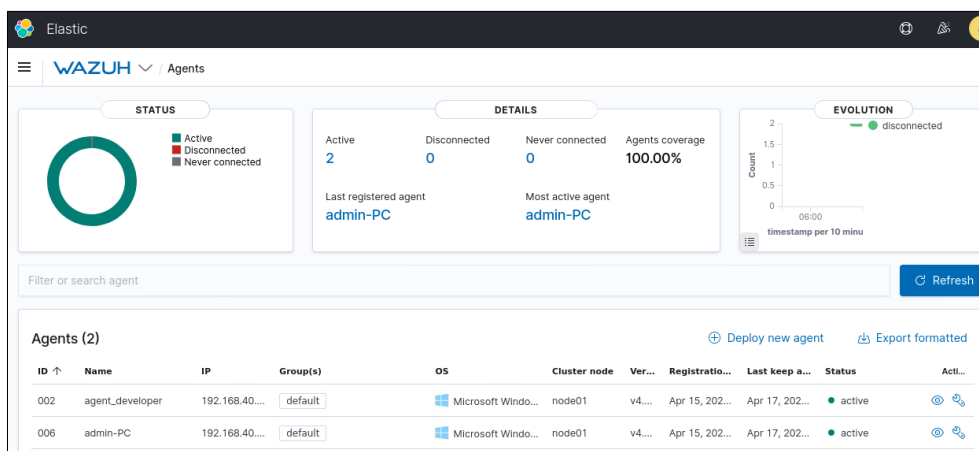 Elastic
WAZUH / Agents
STATUS
Active
Disconnected
Never connected
DETAILS
Active Disconnected Never connected Agents coverage
2 0 0 100.00%
Last registered agent Most active agent
admin-PC admin-PC
EVOLUTION
disconnected
2
1.5
1
0.5
0
Count
06:00
timestamp per 10 minu
Filter or search agent
Refresh
Agents (2)
Deploy new agent
Export formatted
ID ↑ Name IP Group(s) OS Cluster node Ver... Registratio... Last keep a... Status Acti...
002 agent_developer 192.168.40.... default Microsoft Windo... node01 v4.... Apr 15, 202... Apr 17, 202... active
006 admin-PC 192.168.40.... default Microsoft Windo... node01 v4.... Apr 15, 202... Apr 17, 202... active